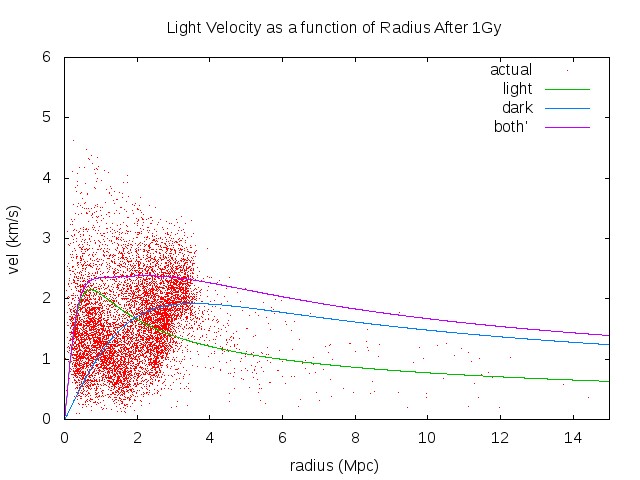 Light Velocity as a function of Radius After 1Gy
actual
light
dark
both'
6
5
4
3
2
1
0
vel (km/s)
0 2 4 6 8 10 12 14
radius (Mpc)